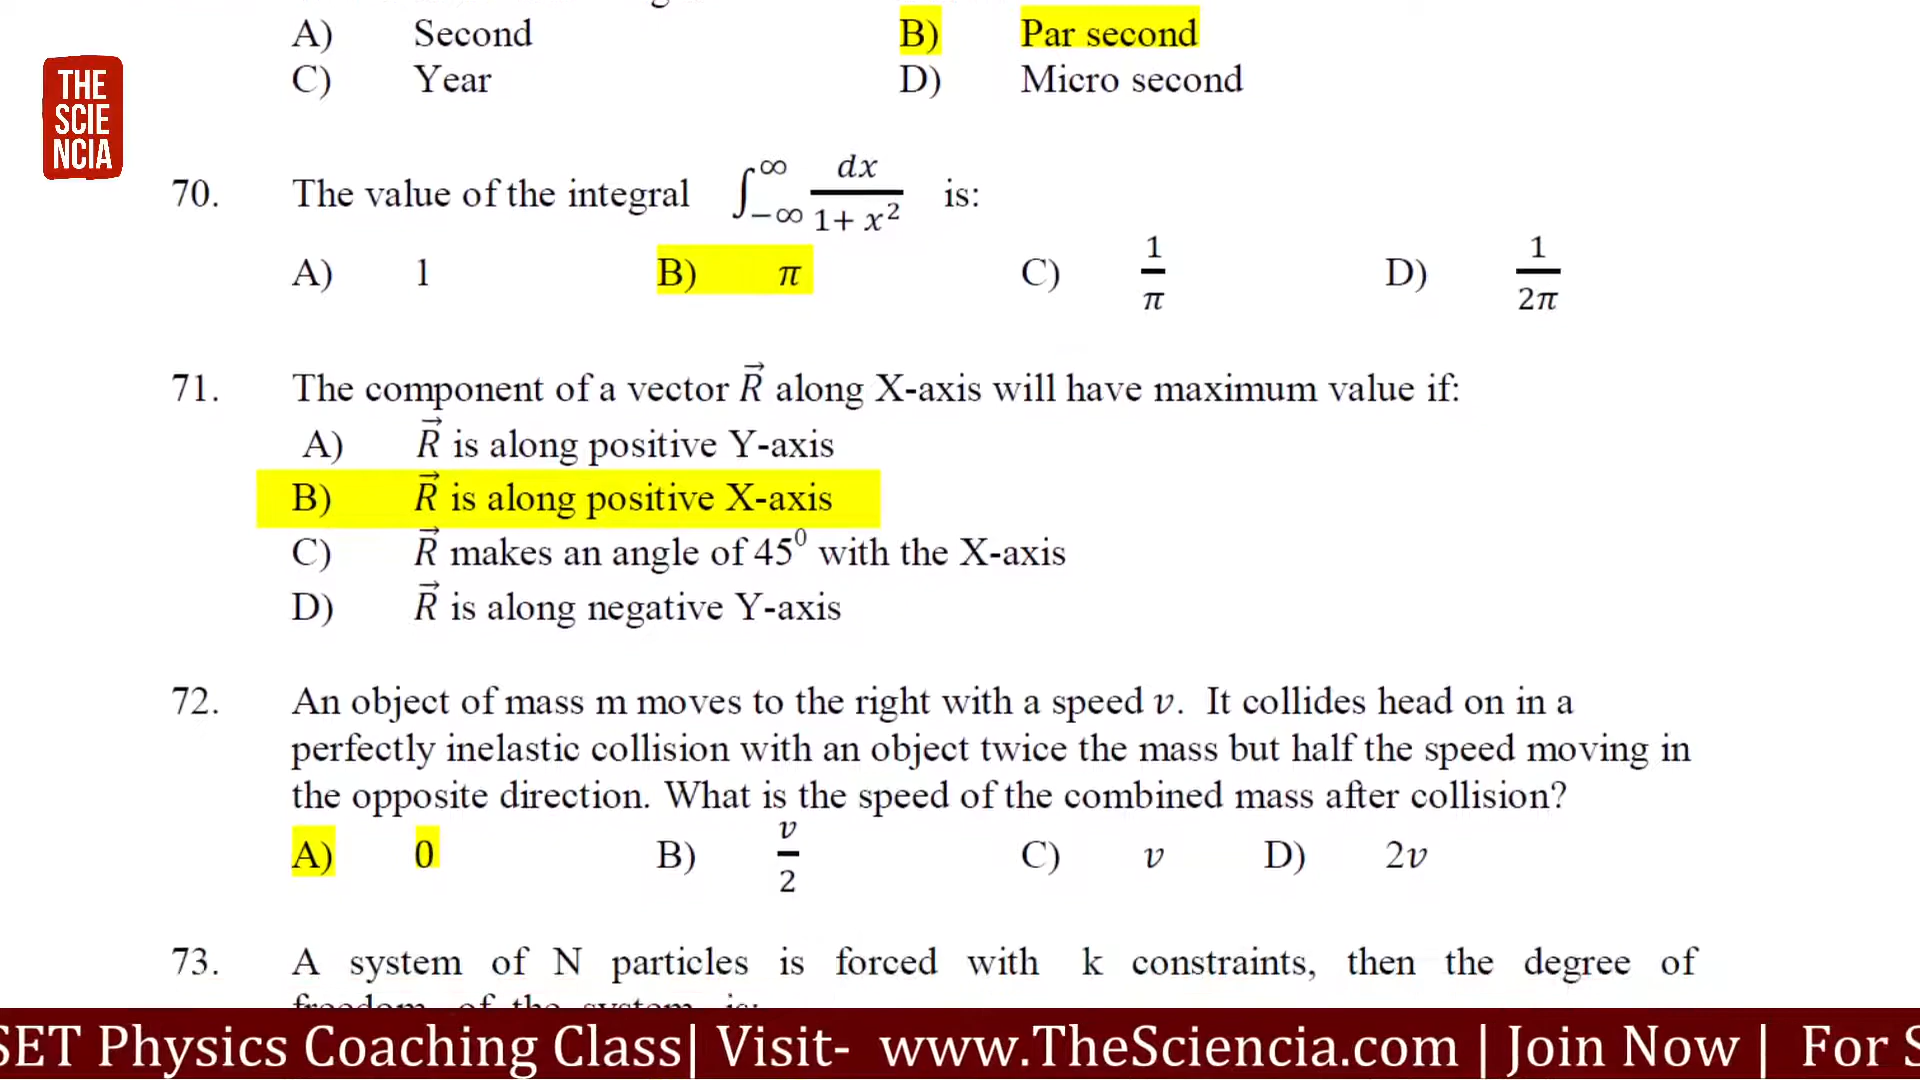 A) Second B) Par second
C) Year D) Micro second
THE
SCIE
NCIA
70. The value of the integral ∫_{-∞}^{∞} dx/(1+ x²) is:
A) 1 B) π C) 1/π D) 1/2π
71. The component of a vector R⃗ along X-axis will have maximum value if:
A) R⃗ is along positive Y-axis
B) R⃗ is along positive X-axis
C) R⃗ makes an angle of 45⁰ with the X-axis
D) R⃗ is along negative Y-axis
72. An object of mass m moves to the right with a speed v. It collides head on in a
perfectly inelastic collision with an object twice the mass but half the speed moving in
the opposite direction. What is the speed of the combined mass after collision?
A) 0 B) v/2 C) v D) 2v
73. A system of N particles is forced with k constraints, then the degree of
freedom of the system is:
SET Physics Coaching Class| Visit- www.TheSciencia.com | Join Now | For S